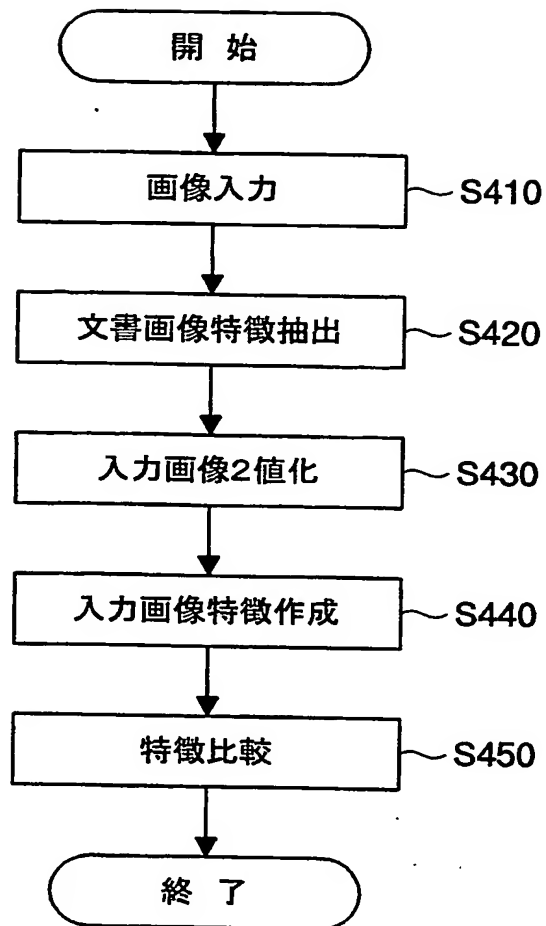 開 始
画像入力 S410
文書画像特徴抽出 S420
入力画像2値化 S430
入力画像特徴作成 S440
特徴比較 S450
終 了